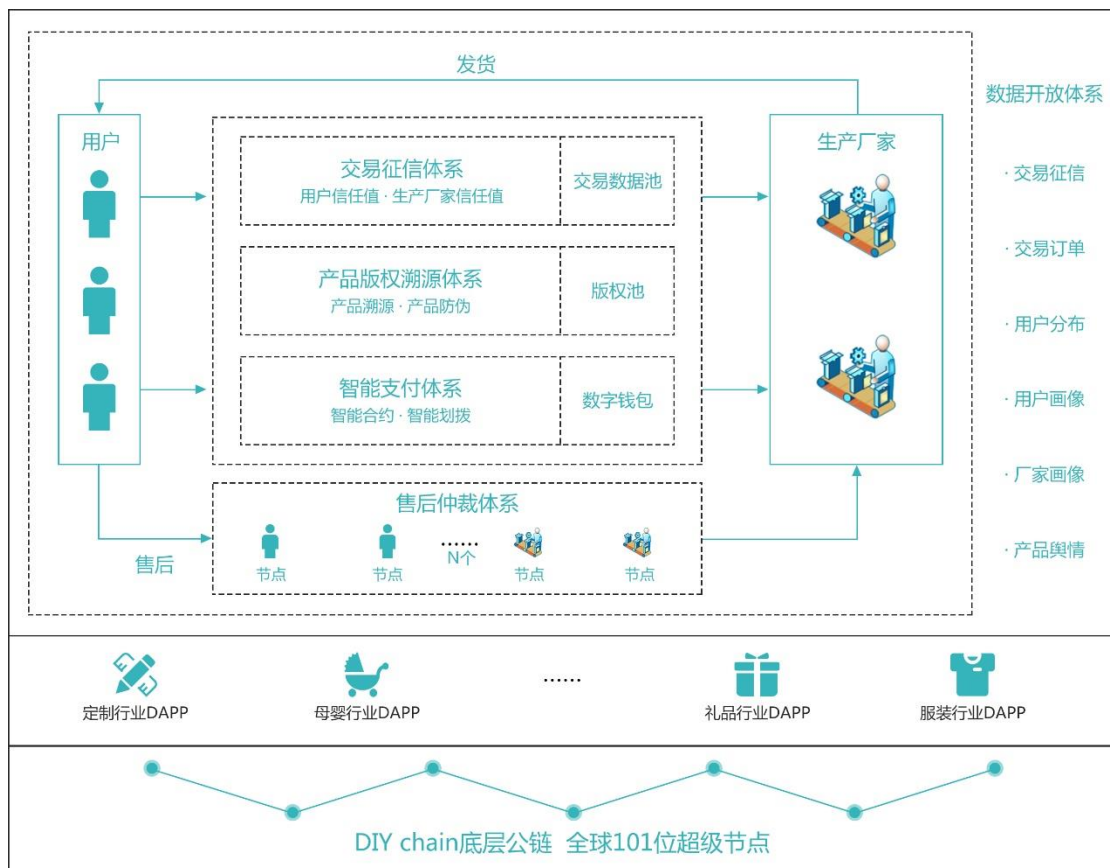 发货
数据开放体系
用户
生产厂家
交易征信体系
用户信任值 · 生产厂家信任值
交易数据池
产品版权溯源体系
产品溯源 · 产品防伪
版权池
智能支付体系
智能合约 · 智能划拨
数字钱包
· 交易征信
· 交易订单
· 用户分布
· 用户画像
· 厂家画像
· 产品舆情
售后仲裁体系
售后
节点
节点
······
N个
节点
节点
定制行业DAPP
母婴行业DAPP
······
礼品行业DAPP
服装行业DAPP
DIY chain底层公链 全球101位超级节点